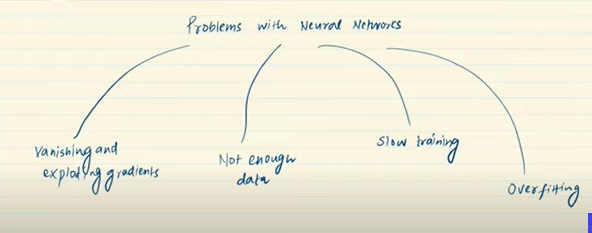 Problems with Neural Networks
Vanishing and
exploding gradients
Not enough
data
Slow training
Overfitting